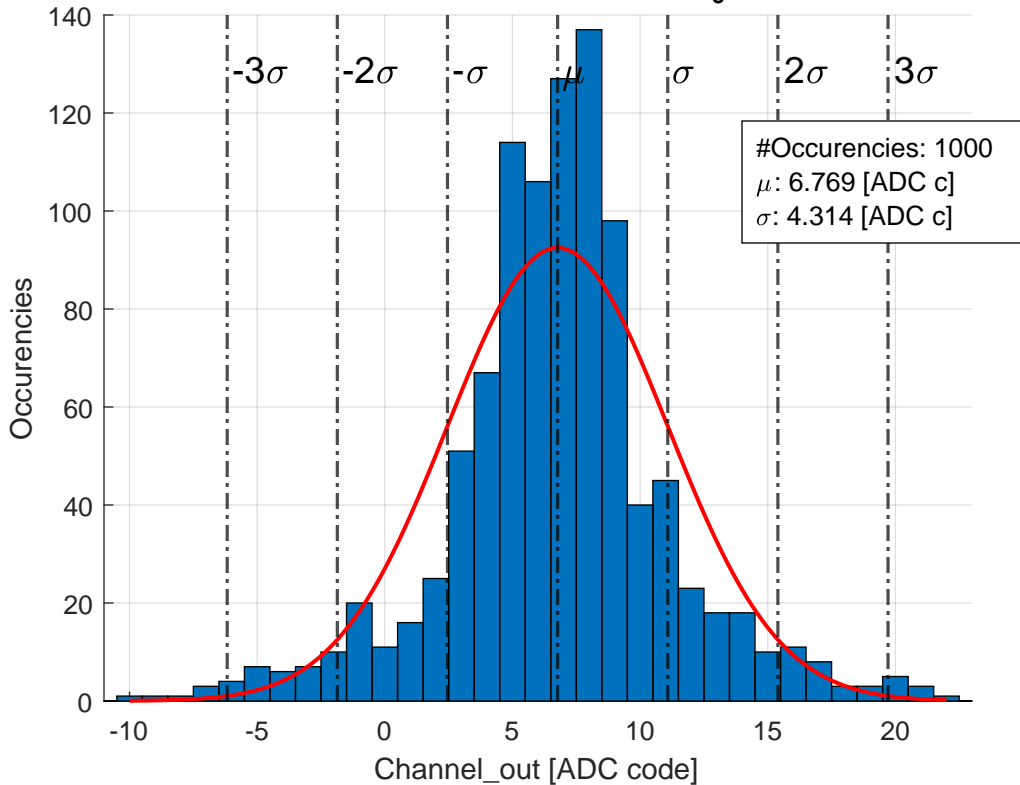 -3σ -2σ -σ μ σ 2σ 3σ
#Occurencies: 1000
μ: 6.769 [ADC c]
σ: 4.314 [ADC c]
140
120
100
80
60
40
20
0
Occurencies
-10 -5 0 5 10 15 20
Channel_out [ADC code]